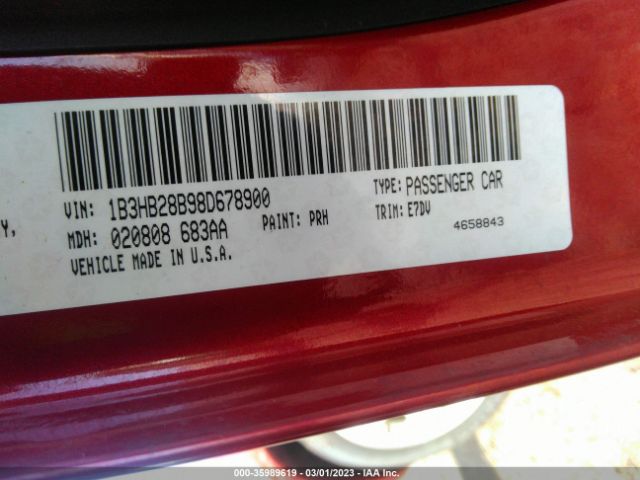 VIN: 1B3HB28B98D678900 TYPE: PASSENGER CAR
Y, MDH: 020808 683AA PAINT: PRH TRIM: E7DV
VEHICLE MADE IN U.S.A. 4658843
000-35989619 - 03/01/2023 - IAA Inc.